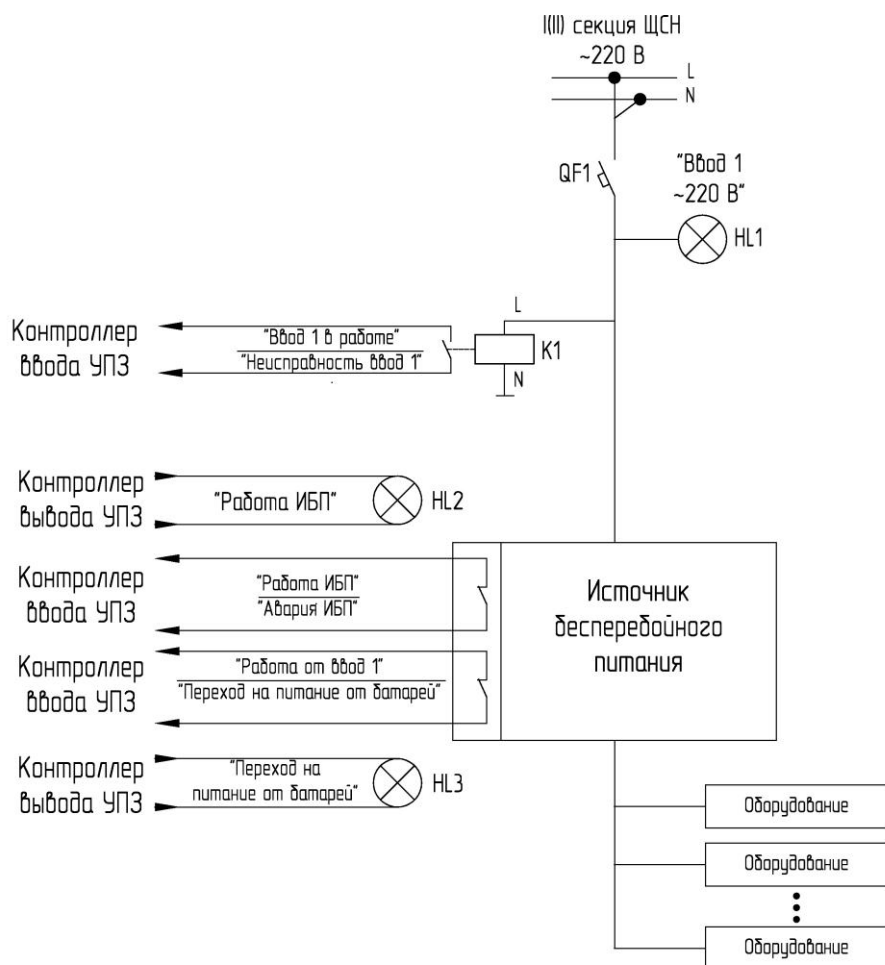 I(II) секция ЩСН
~220 В
L
N
QF1
"Ввод 1
~220 В"
HL1
L
Контроллер
ввода УПЗ
"Ввод 1 в работе"
"Неисправность ввод 1"
K1
N
Контроллер
вывода УПЗ
"Работа ИБП"
HL2
Контроллер
ввода УПЗ
"Работа ИБП"
"Авария ИБП"
Источник
бесперебойного
питания
Контроллер
ввода УПЗ
"Работа от ввод 1"
"Переход на питание от батарей"
Контроллер
вывода УПЗ
"Переход на
питание от батарей"
HL3
Оборудование
Оборудование
Оборудование